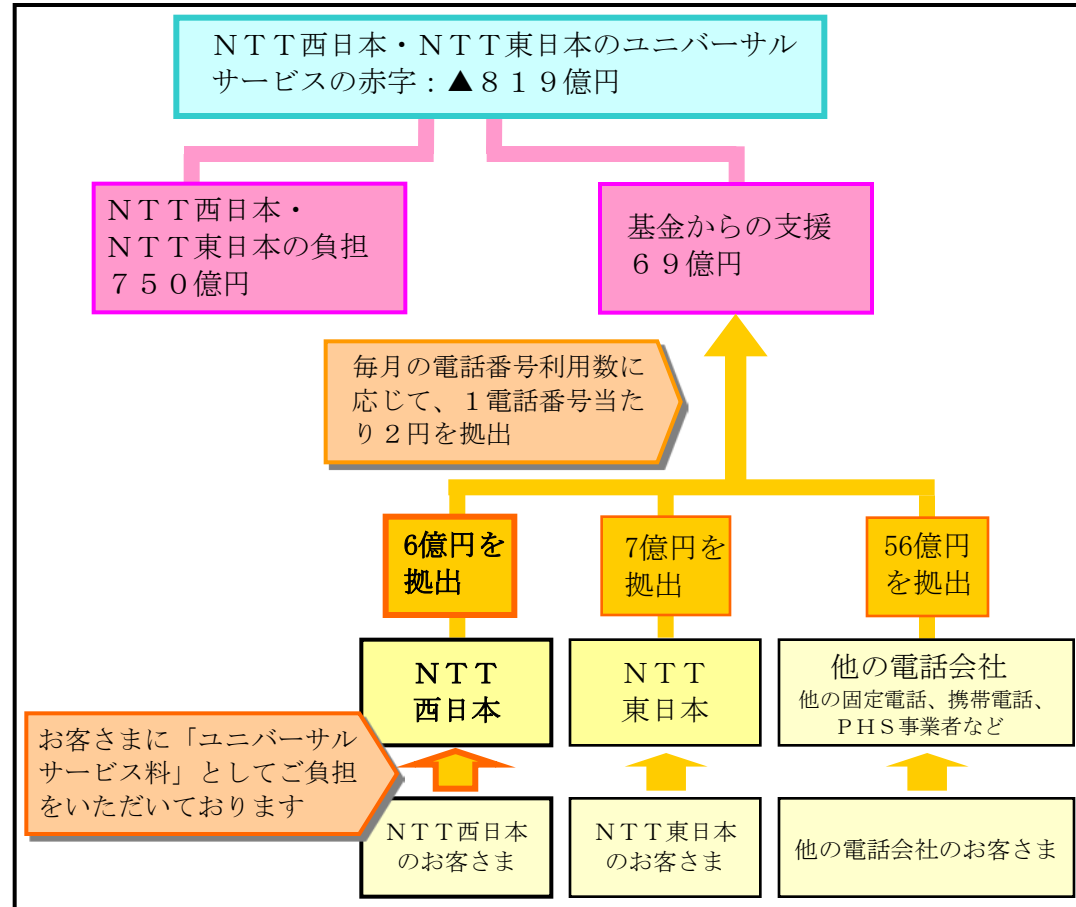 ＮＴＴ西日本・ＮＴＴ東日本のユニバーサル
サービスの赤字：▲８１９億円
ＮＴＴ西日本・
ＮＴＴ東日本の負担
７５０億円
基金からの支援
６９億円
毎月の電話番号利用数に
応じて、１電話番号当た
り２円を拠出
6億円を
拠出
7億円を
拠出
56億円
を拠出
ＮＴＴ
西日本
ＮＴＴ
東日本
他の電話会社
他の固定電話、携帯電話、
ＰＨＳ事業者など
お客さまに「ユニバーサル
サービス料」としてご負担
をいただいております
ＮＴＴ西日本
のお客さま
ＮＴＴ東日本
のお客さま
他の電話会社のお客さま